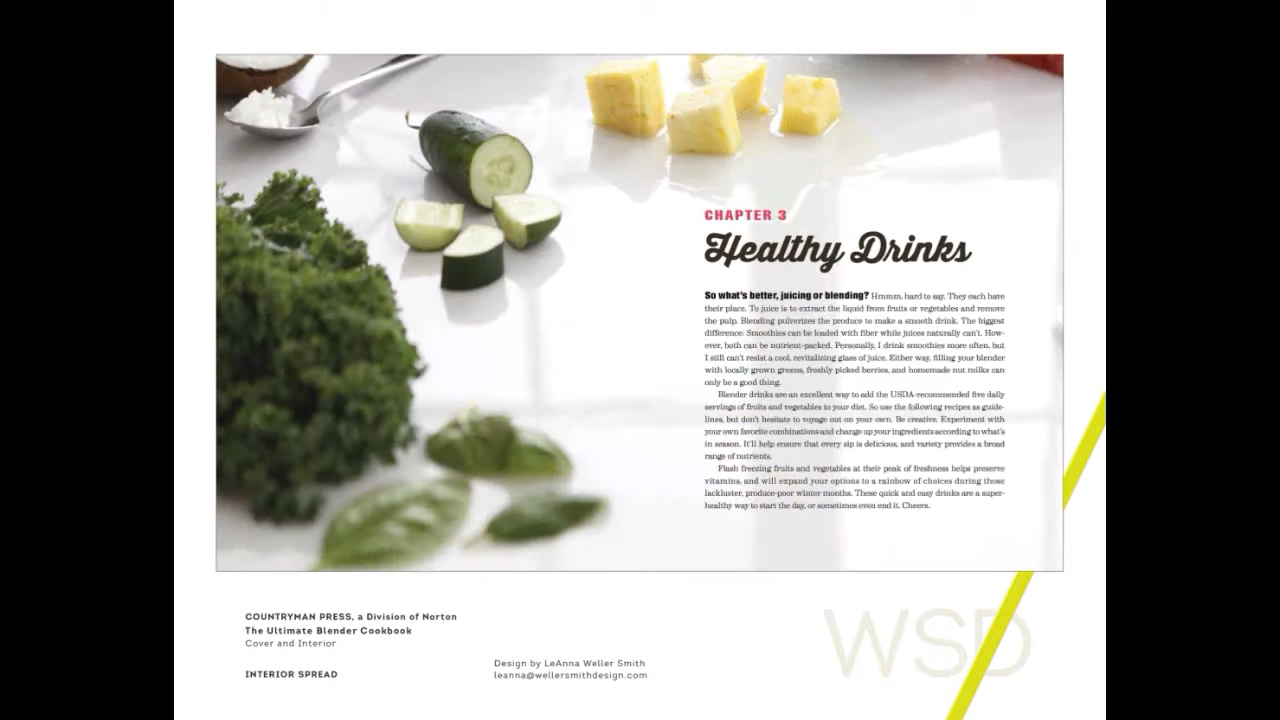 CHAPTER 3
Healthy Drinks
So what's better, juicing or blending? Hmmm, hard to say. They each have
their place. To juice is to extract the liquid from fruits or vegetables and remove
the pulp. Blending pulverizes the produce to make a smooth drink. The biggest
difference: Smoothies can be loaded with fiber while juices naturally can't. How-
ever, both can be nutrient-packed. Personally, I drink smoothies more often, but
I still can't resist a cool, revitalizing glass of juice. Either way, filling your blender
with locally grown greens, freshly picked berries, and homemade nut milks can
only be a good thing.
Blender drinks are an excellent way to add the USDA-recommended five daily
servings of fruits and vegetables to your diet. So use the following recipes as guide-
lines, but don't hesitate to voyage out on your own. Be creative. Experiment with
your own favorite combinations and change up your ingredients according to what's
in season. It'll help ensure that every sip is delicious, and variety provides a broad
range of nutrients.
Flash freezing fruits and vegetables at their peak of freshness helps preserve
vitamins, and will expand your options to a rainbow of choices during those
lackluster, produce-poor winter months. These quick and easy drinks are a super-
healthy way to start the day, or sometimes even end it. Cheers.
COUNTRYMAN PRESS, a Division of Norton
The Ultimate Blender Cookbook
Cover and Interior
INTERIOR SPREAD
Design by LeAnna Weller Smith
leanna@wellersmithdesign.com
WSD